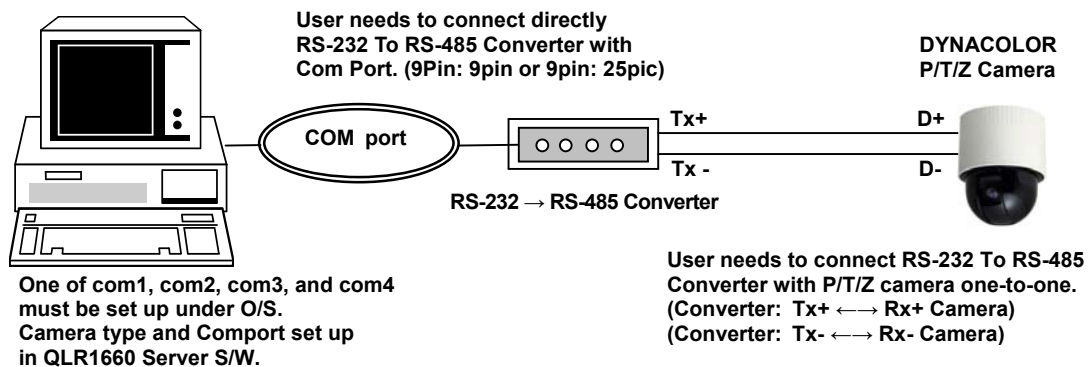 User needs to connect directly
RS-232 To RS-485 Converter with
Com Port. (9Pin: 9pin or 9pin: 25pic)
DYNACOLOR
P/T/Z Camera
COM port
Tx+
D+
Tx -
D-
RS-232 → RS-485 Converter
One of com1, com2, com3, and com4
must be set up under O/S.
Camera type and Comport set up
in QLR1660 Server S/W.
User needs to connect RS-232 To RS-485
Converter with P/T/Z camera one-to-one.
(Converter: Tx+ ←→ Rx+ Camera)
(Converter: Tx- ←→ Rx- Camera)